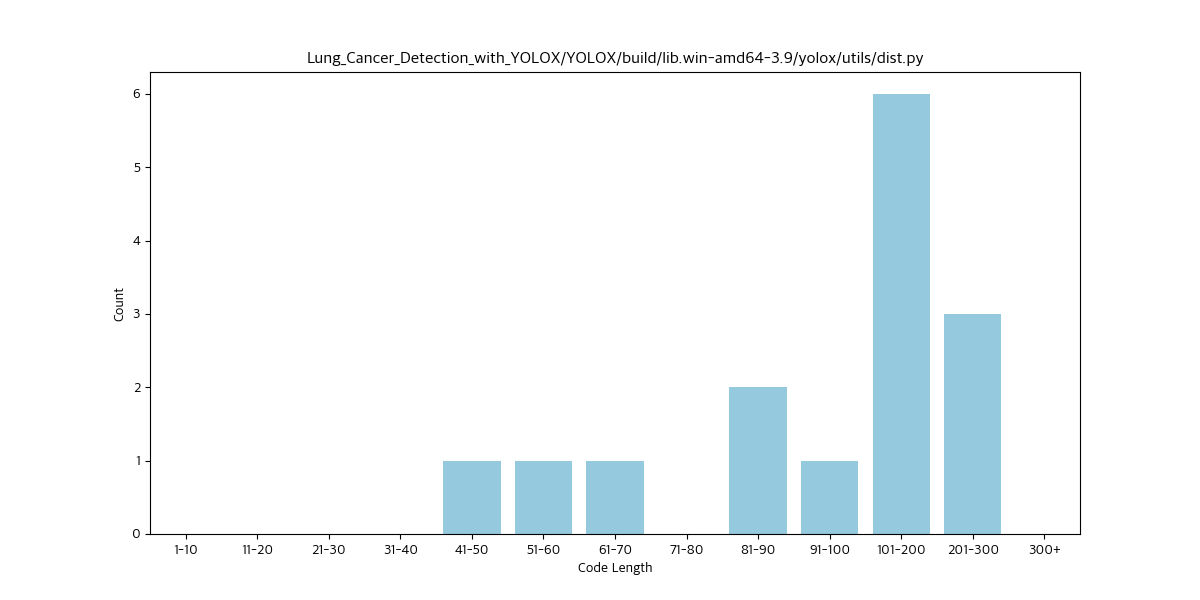 Lung_Cancer_Detection_with_YOLOX/YOLOX/build/lib.win-amd64-3.9/yolox/utils/dist.py
6
5
4
3
2
1
0
Count
1-10 11-20 21-30 31-40 41-50 51-60 61-70 71-80 81-90 91-100 101-200 201-300 300+
Code Length